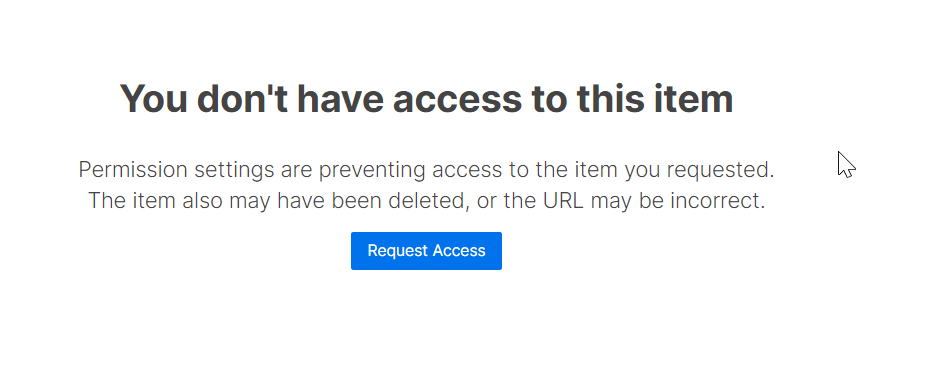 You don't have access to this item
Permission settings are preventing access to the item you requested.
The item also may have been deleted, or the URL may be incorrect.
Request Access